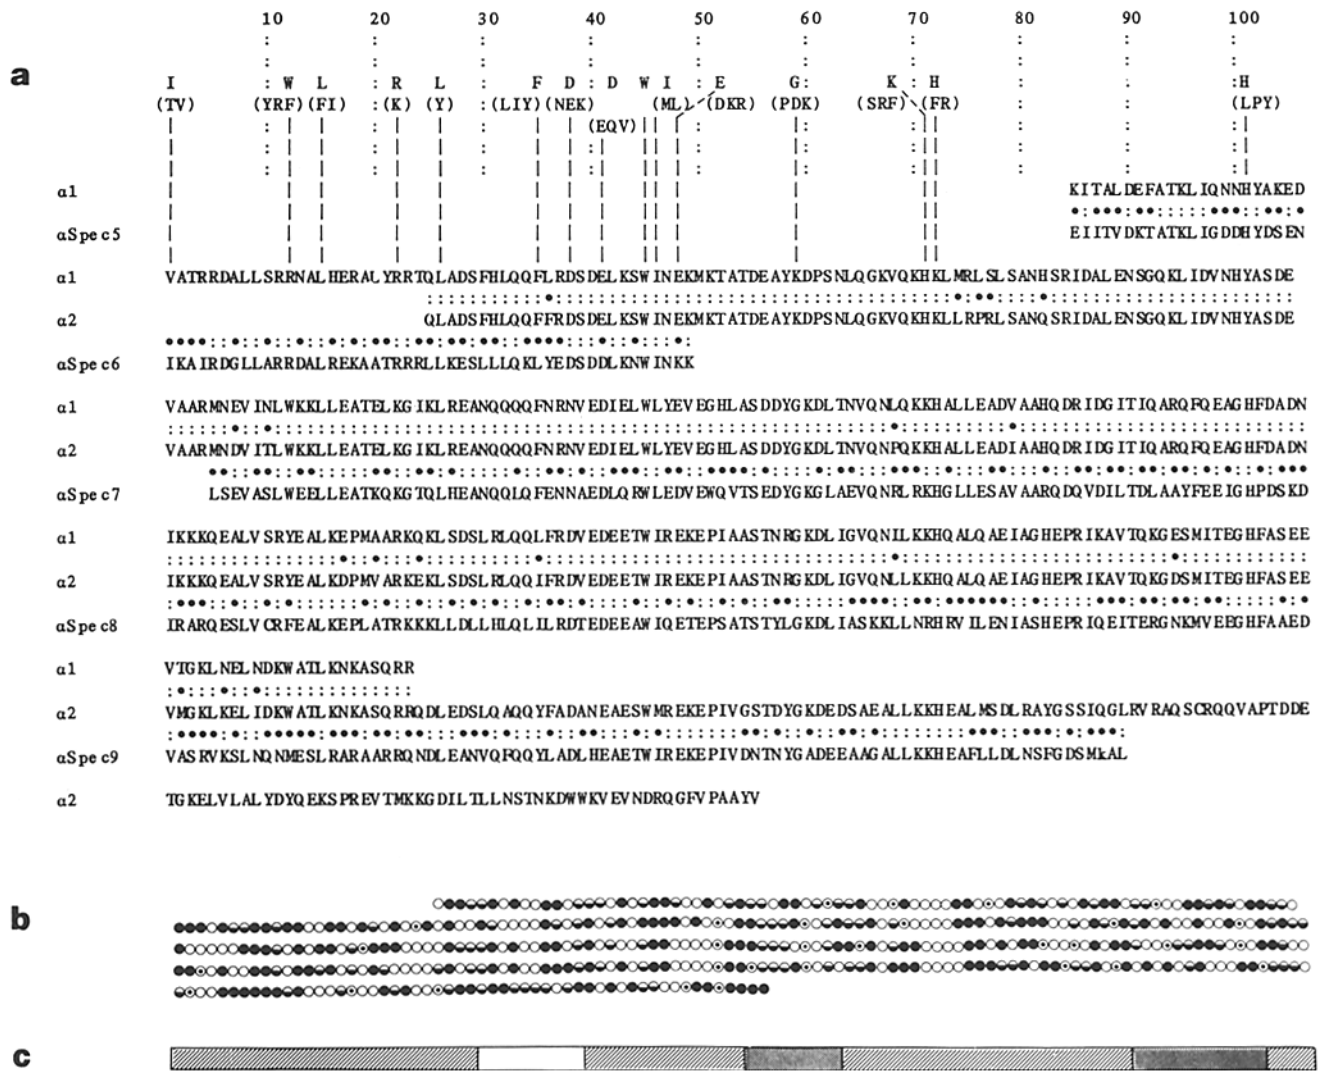 10 20 30 40 50 60 70 80 90 100
a
I W L R L F D D W I E G K H H
(TV) (YRF) (FI) (K) (Y) (LIY) (NEK) (ML) (DKR) (PDK) (SRF) (FR) (LPY)
(EQV)
α1 KITALDEFATKLIQNNHYAKED
αSpec5 EIITVDKTATKLIGDDHYDSEN
α1 VATRRDALLSRRNALHERALYRRTQLADSFHLQQFLRDSDELKSWINEKMKTATDEAYKDPSNLQGKVQKHKLMRLSLSANHSRIDALENSGQKLIDVNHYASDE
α2 QLADSFHLQQFFRDSDELKSWINEKMKTATDEAYKDPSNLQGKVQKHKLLRPRLSANQSRIDALENSGQKLIDVNHYASDE
αSpec6 IKAIRDGLLARRDALREKAATRRRLLKESLLLQKLYEDSDDLKNWINKK
α1 VAARMNEVINLWKKLLEATELKGIKLREANQQQQFNRNVEDIELWLYEVEGHLASDDYGKDLTNVQNLQKKHALLEADVAAHQDRIDGITIQARQFQEAGHFDADN
α2 VAARMNDVITLWKKLLEATELKGIKLREANQQQQFNRNVEDIELWLYEVEGHLASDDYGKDLTNVQNPQKKHALLEADIAAHQDRIDGITIQARQFQEAGHFDADN
αSpec7 LSEVASLWEELLEATKQKGTQLHEANQQLQFENNAEDLQRWLEDVEWQVTSEDYGKGLAEVQNRLRKHGLLESAVAARQDQVDILTDLAAYFEEIGHPDSKD
α1 IKKKQEALVSRYEALKEPMAARKQKLSDSLRLQQLFRDVEDEETWIREKEPIAASTNRGKDLIGVQNILKKHQALQAEIAGHEPRIKAVTQKGESMITEGHFASEE
α2 IKKKQEALVSRYEALKDPMVARKEKLSDSLRLQQIFRDVEDEETWIREKEPIAASTNRGKDLIGVQNLLKKHQALQAEIAGHEPRIKAVTQKGDSMITEGHFASEE
αSpec8 IRARQESLVCRFEALKEPLATRKKKLLDLLHLQLILRDTEDEEAWIQETEPSATSTYLGKDLIASKKLLNRHRVILENIASHEPRIQEITERGNKMVEEGHFAAED
α1 VTGKLNELNDKWATLKNKASQRR
α2 VMGKLKELIDKWATLKNKASQRRQDLEDSLQAQQYFADANEAESWMREKEPIVGSTDYGKDEDSAEALLKKHEALMSDLRAYGSSIQGLRVRAQSCRQQVAPTDDE
αSpec9 VASRVKSLNQNMESLRARAARRQNDLEANVQFQQYLADLHEAETWIREKEPIVDNTNYGADEEAAGALLKKHEAFLLDLNSFGDSMkAL
α2 TGKELVLALYDYQEKSPREVTMKKGDILTLLNSTNKDWWKVEVNDRQGFVPAAYV
b
c